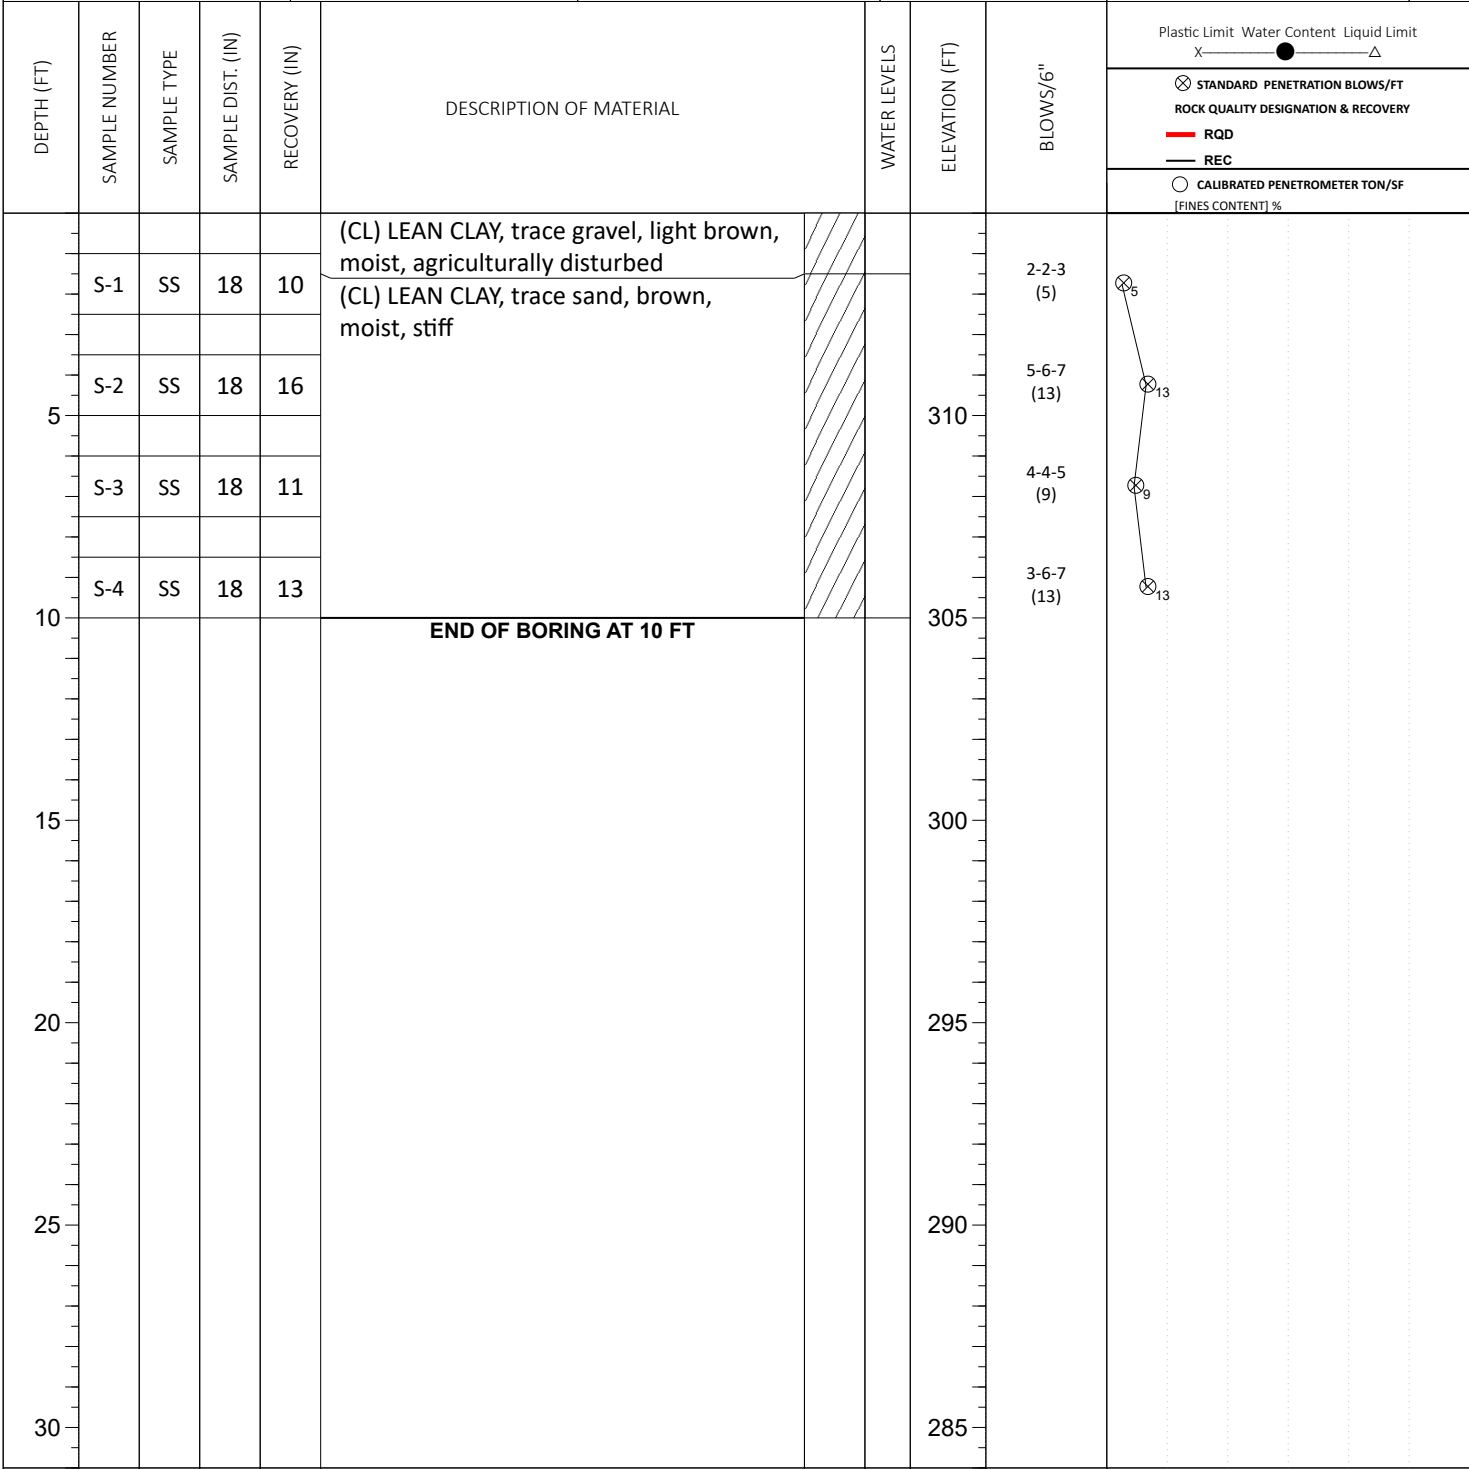 DEPTH (FT)
SAMPLE NUMBER
SAMPLE TYPE
SAMPLE DIST. (IN)
RECOVERY (IN)
DESCRIPTION OF MATERIAL
WATER LEVELS
ELEVATION (FT)
BLOWS/6"
Plastic Limit Water Content Liquid Limit
X
STANDARD PENETRATION BLOWS/FT
ROCK QUALITY DESIGNATION & RECOVERY
RQD
REC
CALIBRATED PENETROMETER TON/SF
[FINES CONTENT] %
(CL) LEAN CLAY, trace gravel, light brown,
moist, agriculturally disturbed
S-1 SS 18 10
(CL) LEAN CLAY, trace sand, brown,
moist, stiff
2-2-3
(5)
5
S-2 SS 18 16
5-6-7
(13)
13
5
310
S-3 SS 18 11
4-4-5
(9)
9
S-4 SS 18 13
3-6-7
(13)
13
10
305
END OF BORING AT 10 FT
15
300
20
295
25
290
30
285